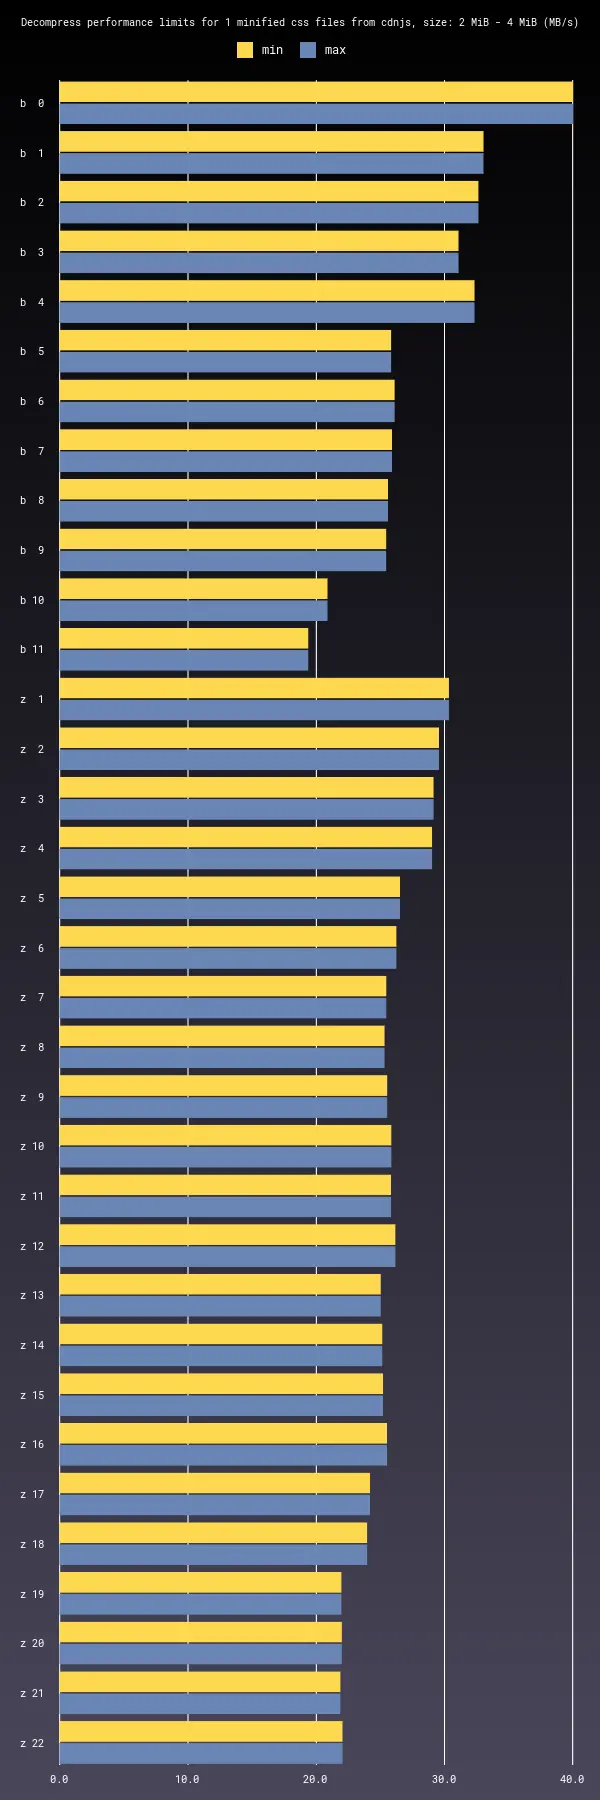 Decompress performance limits for 1 minified css files from cdnjs, size: 2 MiB - 4 MiB (MB/s)
min max
b 0
b 1
b 2
b 3
b 4
b 5
b 6
b 7
b 8
b 9
b 10
b 11
z 1
z 2
z 3
z 4
z 5
z 6
z 7
z 8
z 9
z 10
z 11
z 12
z 13
z 14
z 15
z 16
z 17
z 18
z 19
z 20
z 21
z 22
0.0 10.0 20.0 30.0 40.0